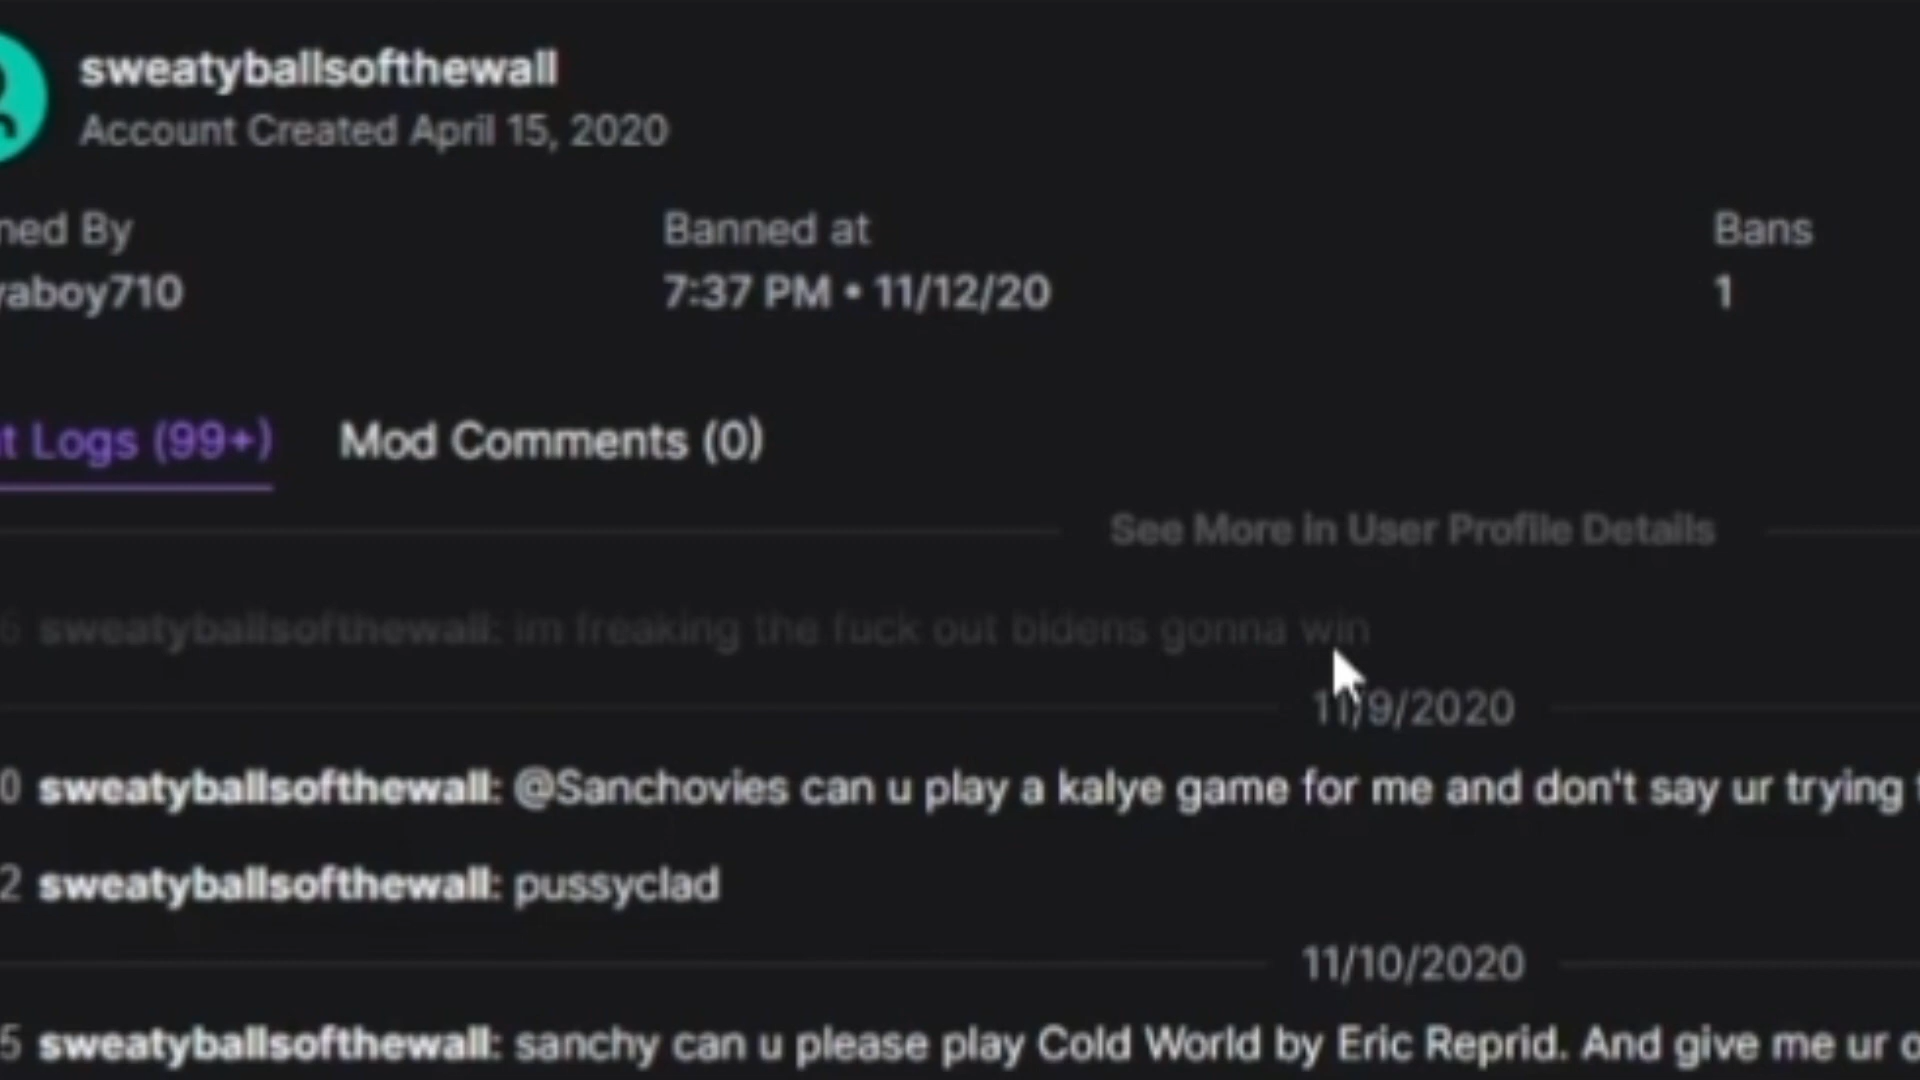 sweatyballsofthewall
Account Created April 15, 2020
ned By
Banned at
Bans
yaboy710
7:37 PM • 11/12/20
1
t Logs (99+)
Mod Comments (0)
See More in User Profile Details
6 sweatyballsofthewall: im freaking the fuck out bidens gonna win
11/9/2020
0 sweatyballsofthewall: @Sanchovies can u play a kalye game for me and don't say ur trying t
2 sweatyballsofthewall: pussyclad
11/10/2020
5 sweatyballsofthewall: sanchy can u please play Cold World by Eric Reprid. And give me ur o